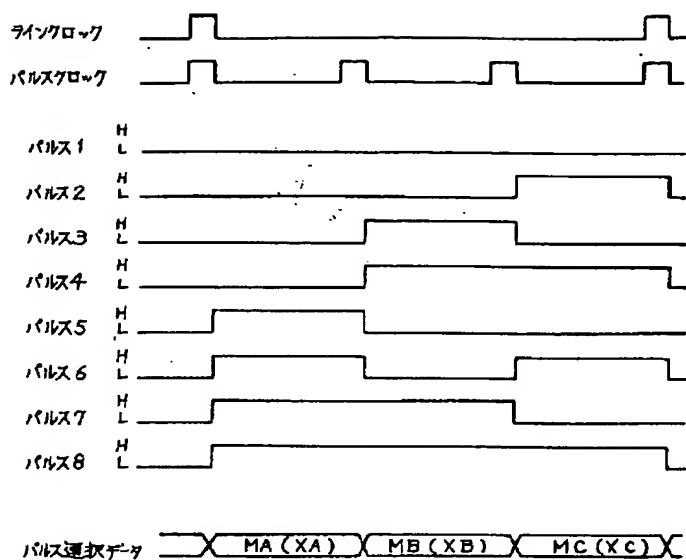 ラインクロック
パルスクロック
パルス1 H L
パルス2 H L
パルス3 H L
パルス4 H L
パルス5 H L
パルス6 H L
パルス7 H L
パルス8 H L
パルス選択データ MA(XA) MB(XB) MC(XC)